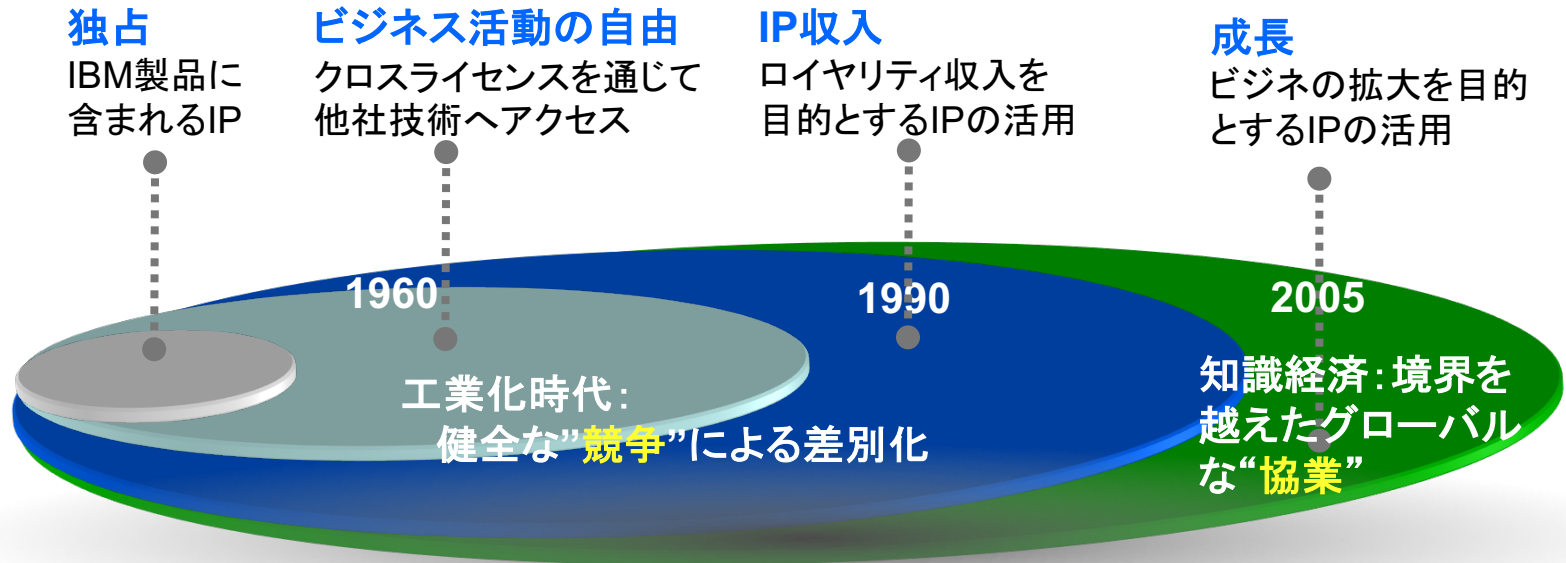 独占
IBM製品に
含まれるIP
ビジネス活動の自由
クロスライセンスを通じて
他社技術へアクセス
IP収入
ロイヤリティ収入を
目的とするIPの活用
成長
ビジネの拡大を目的
とするIPの活用
1960
1990
2005
工業化時代：
健全な”競争”による差別化
知識経済：境界を
越えたグローバル
な“協業”